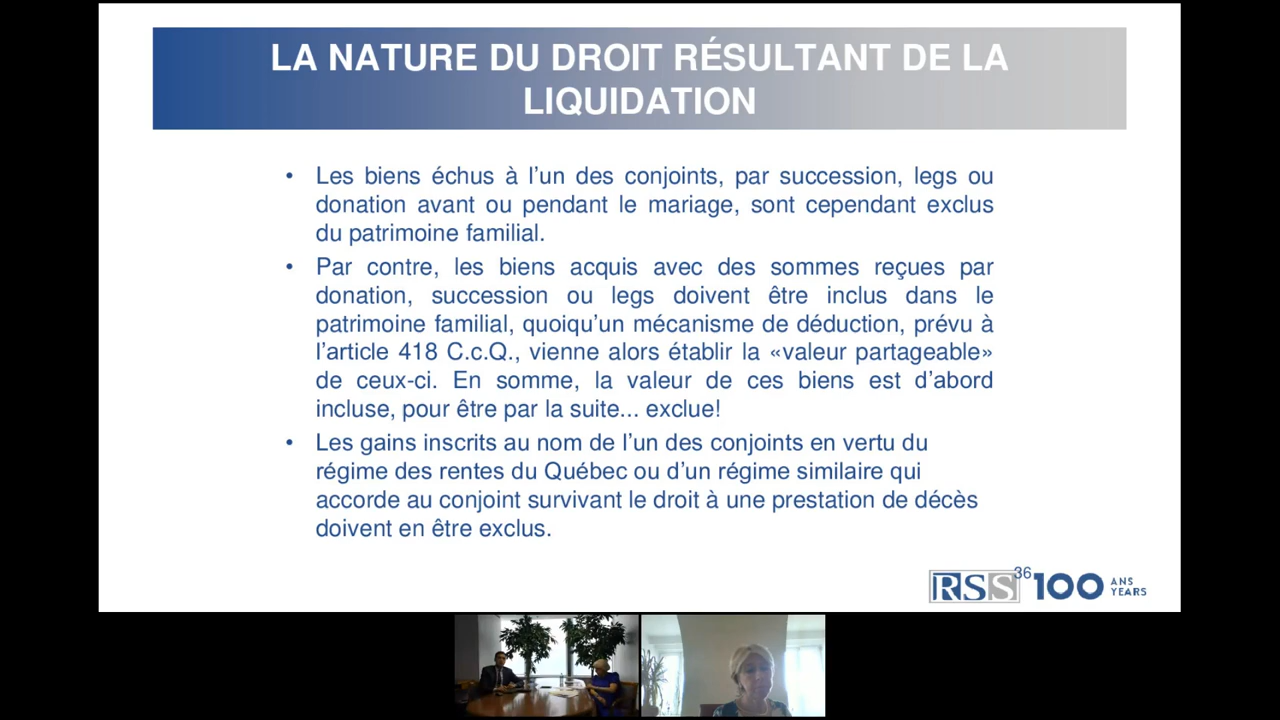 LA NATURE DU DROIT RÉSULTANT DE LA
LIQUIDATION
• Les biens échus à l'un des conjoints, par succession, legs ou
donation avant ou pendant le mariage, sont cependant exclus
du patrimoine familial.
• Par contre, les biens acquis avec des sommes reçues par
donation, succession ou legs doivent être inclus dans le
patrimoine familial, quoiqu'un mécanisme de déduction, prévu à
l'article 418 C.c.Q., vienne alors établir la «valeur partageable»
de ceux-ci. En somme, la valeur de ces biens est d'abord
incluse, pour être par la suite... exclue!
• Les gains inscrits au nom de l'un des conjoints en vertu du
régime des rentes du Québec ou d'un régime similaire qui
accorde au conjoint survivant le droit à une prestation de décès
doivent en être exclus.
36
RSS 100 ANS
YEARS